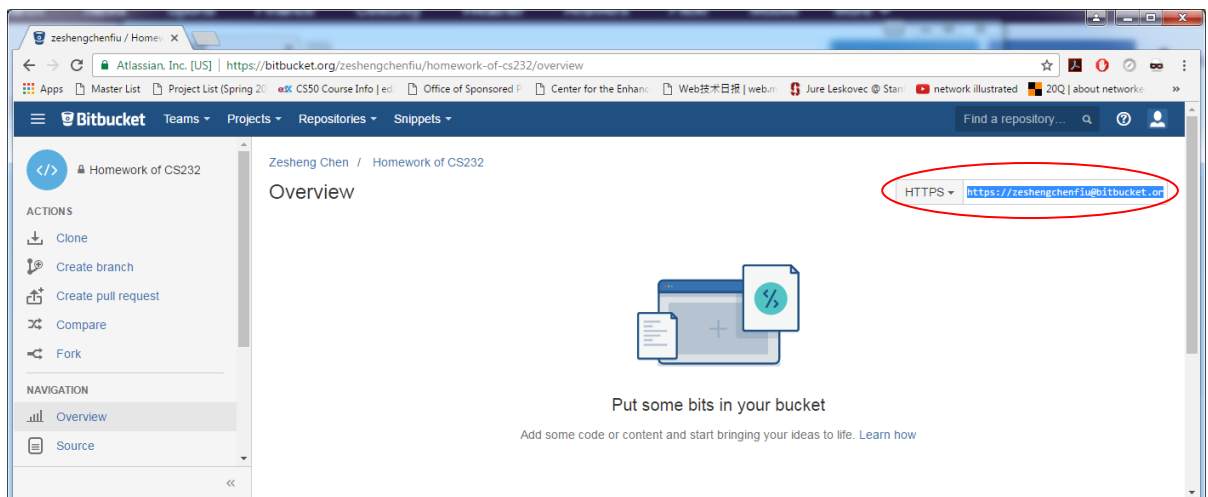 zeshengchenfiu / Homew
Atlassian, Inc. [US] | https://bitbucket.org/zeshengchenfiu/homework-of-cs232/overview
Apps Master List Project List (Spring 20 edX CS50 Course Info | ed Office of Sponsored P Center for the Enhanc Web技术日报 | web.m Jure Leskovec @ Stan network illustrated 20Q | about networke »
Bitbucket Teams Projects Repositories Snippets Find a repository...
Homework of CS232
Zesheng Chen / Homework of CS232
Overview
HTTPS https://zeshengchenfiu@bitbucket.or
ACTIONS
Clone
Create branch
Create pull request
Compare
Fork
NAVIGATION
Overview
Source
Put some bits in your bucket
Add some code or content and start bringing your ideas to life. Learn how